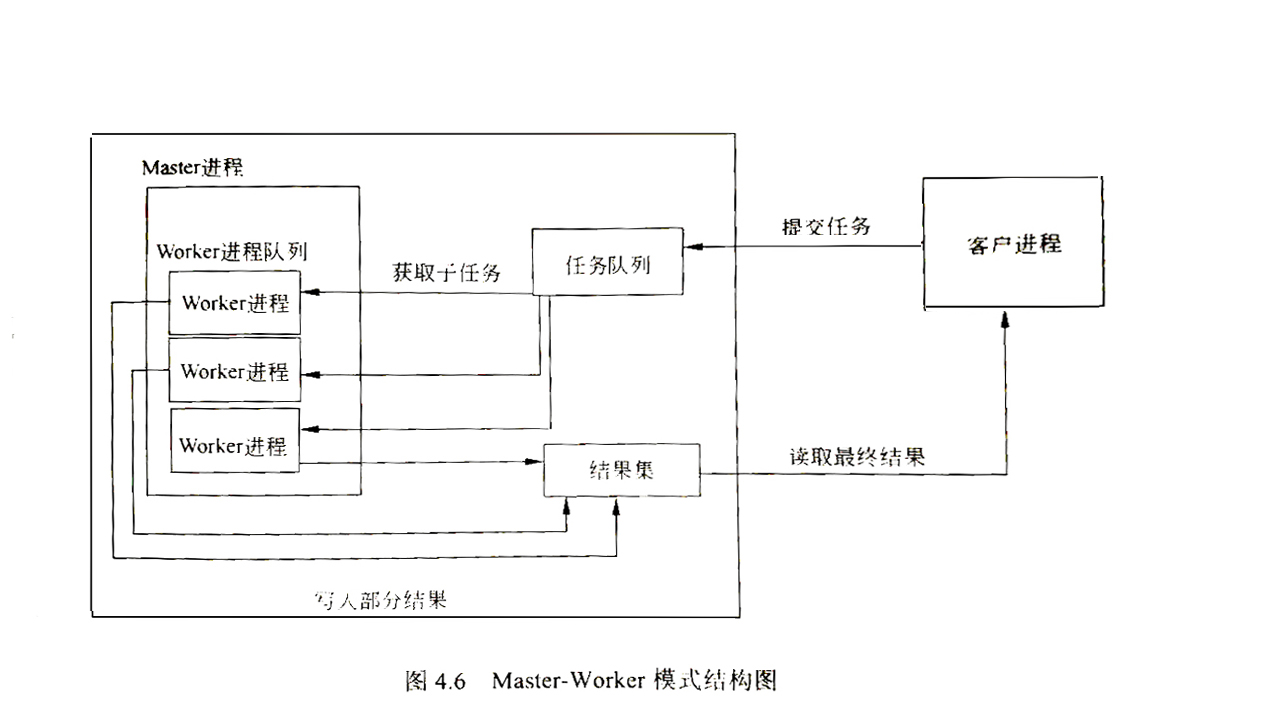 Master进程
提交任务
客户进程
Worker进程队列
任务队列
获取子任务
Worker进程
Worker进程
Worker进程
读取最终结果
结果集
写入部分结果
图 4.6 Master-Worker 模式结构图